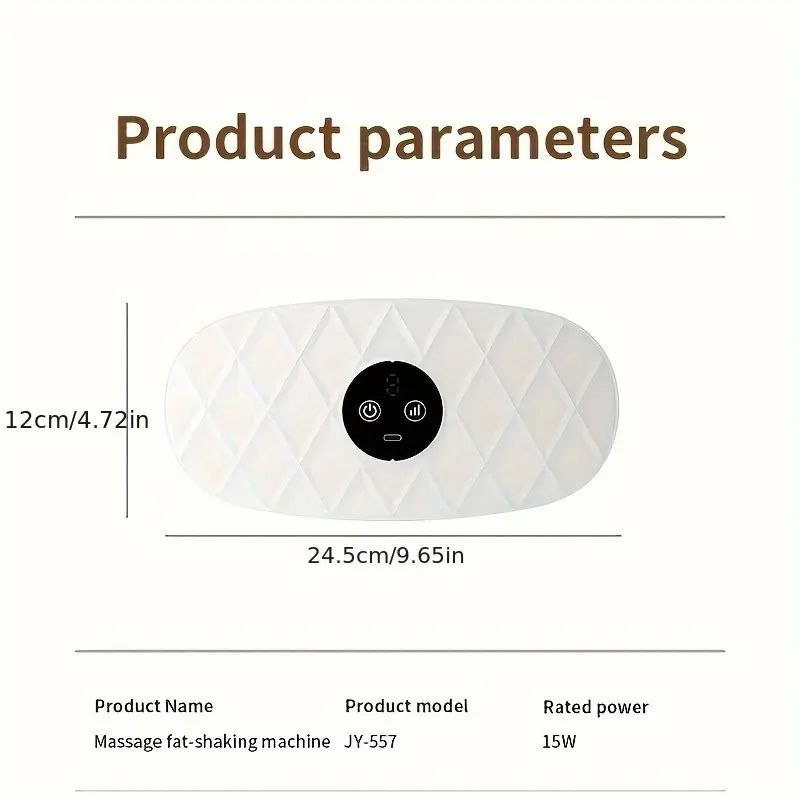 Product parameters
12cm/4.72in
8
24.5cm/9.65in
Product Name Product model Rated power
Massage fat-shaking machine JY-557 15W